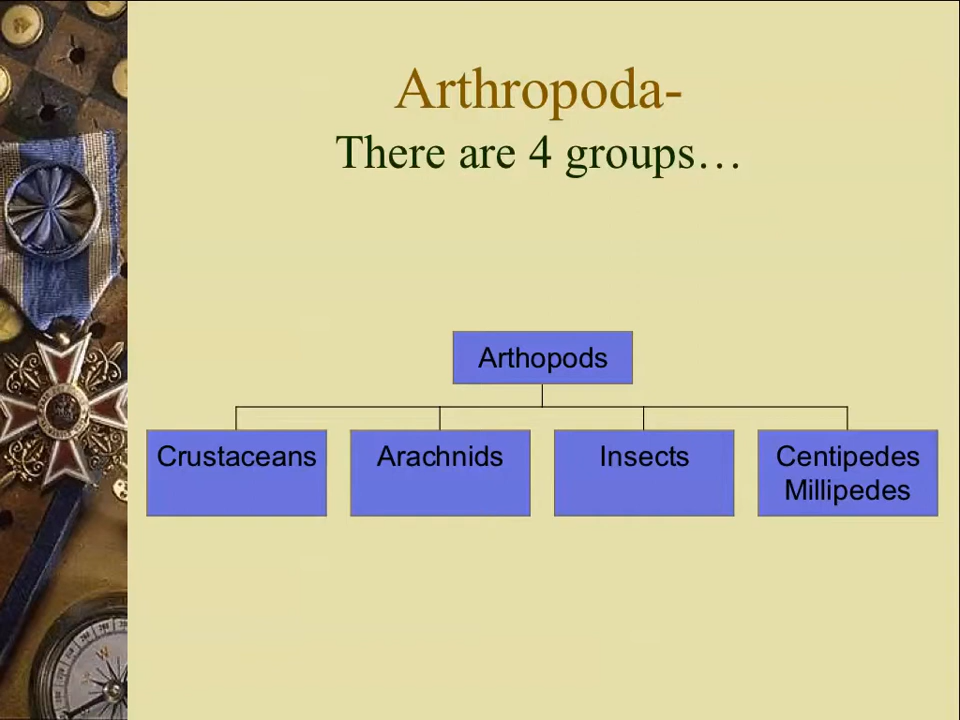 Arthropoda-
There are 4 groups…
Arthopods
Crustaceans
Arachnids
Insects
Centipedes
Millipedes